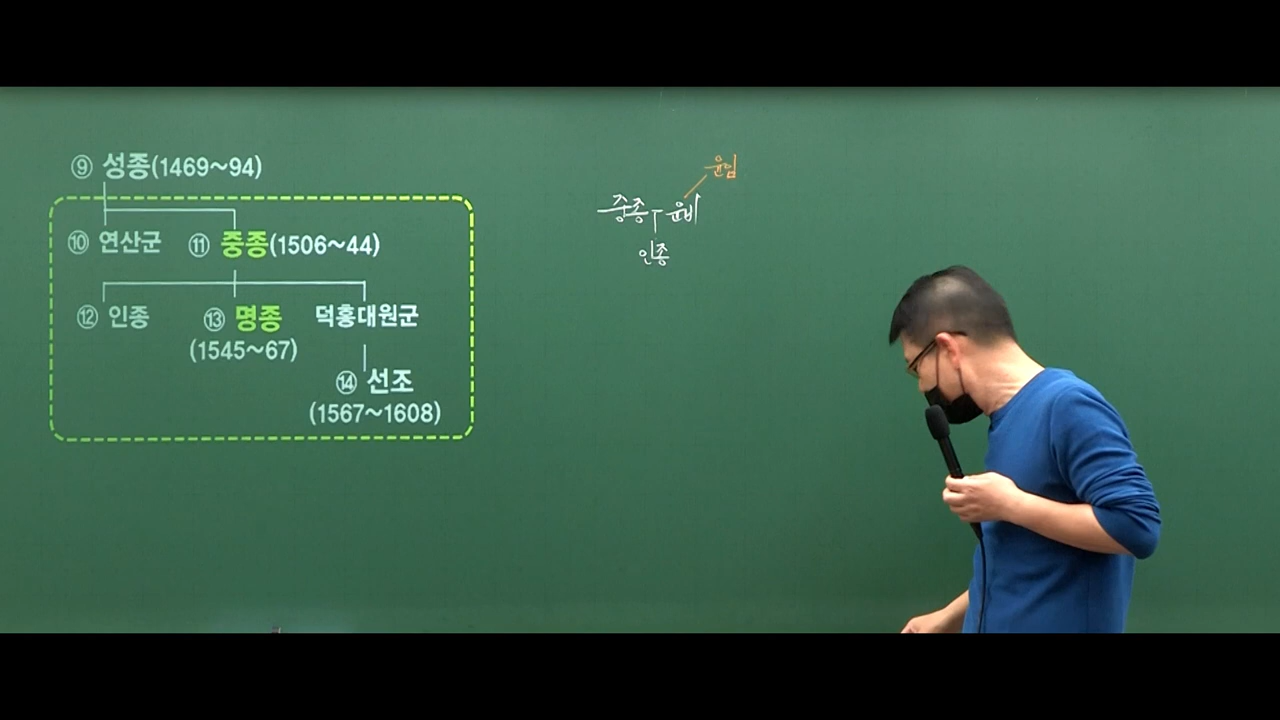 ⑨ 성종(1469~94)
⑩ 연산군 ⑪ 중종(1506~44)
⑫ 인종 ⑬ 명종 덕흥대원군
(1545~67)
⑭ 선조
(1567~1608)
윤임
중종 윤비
인종